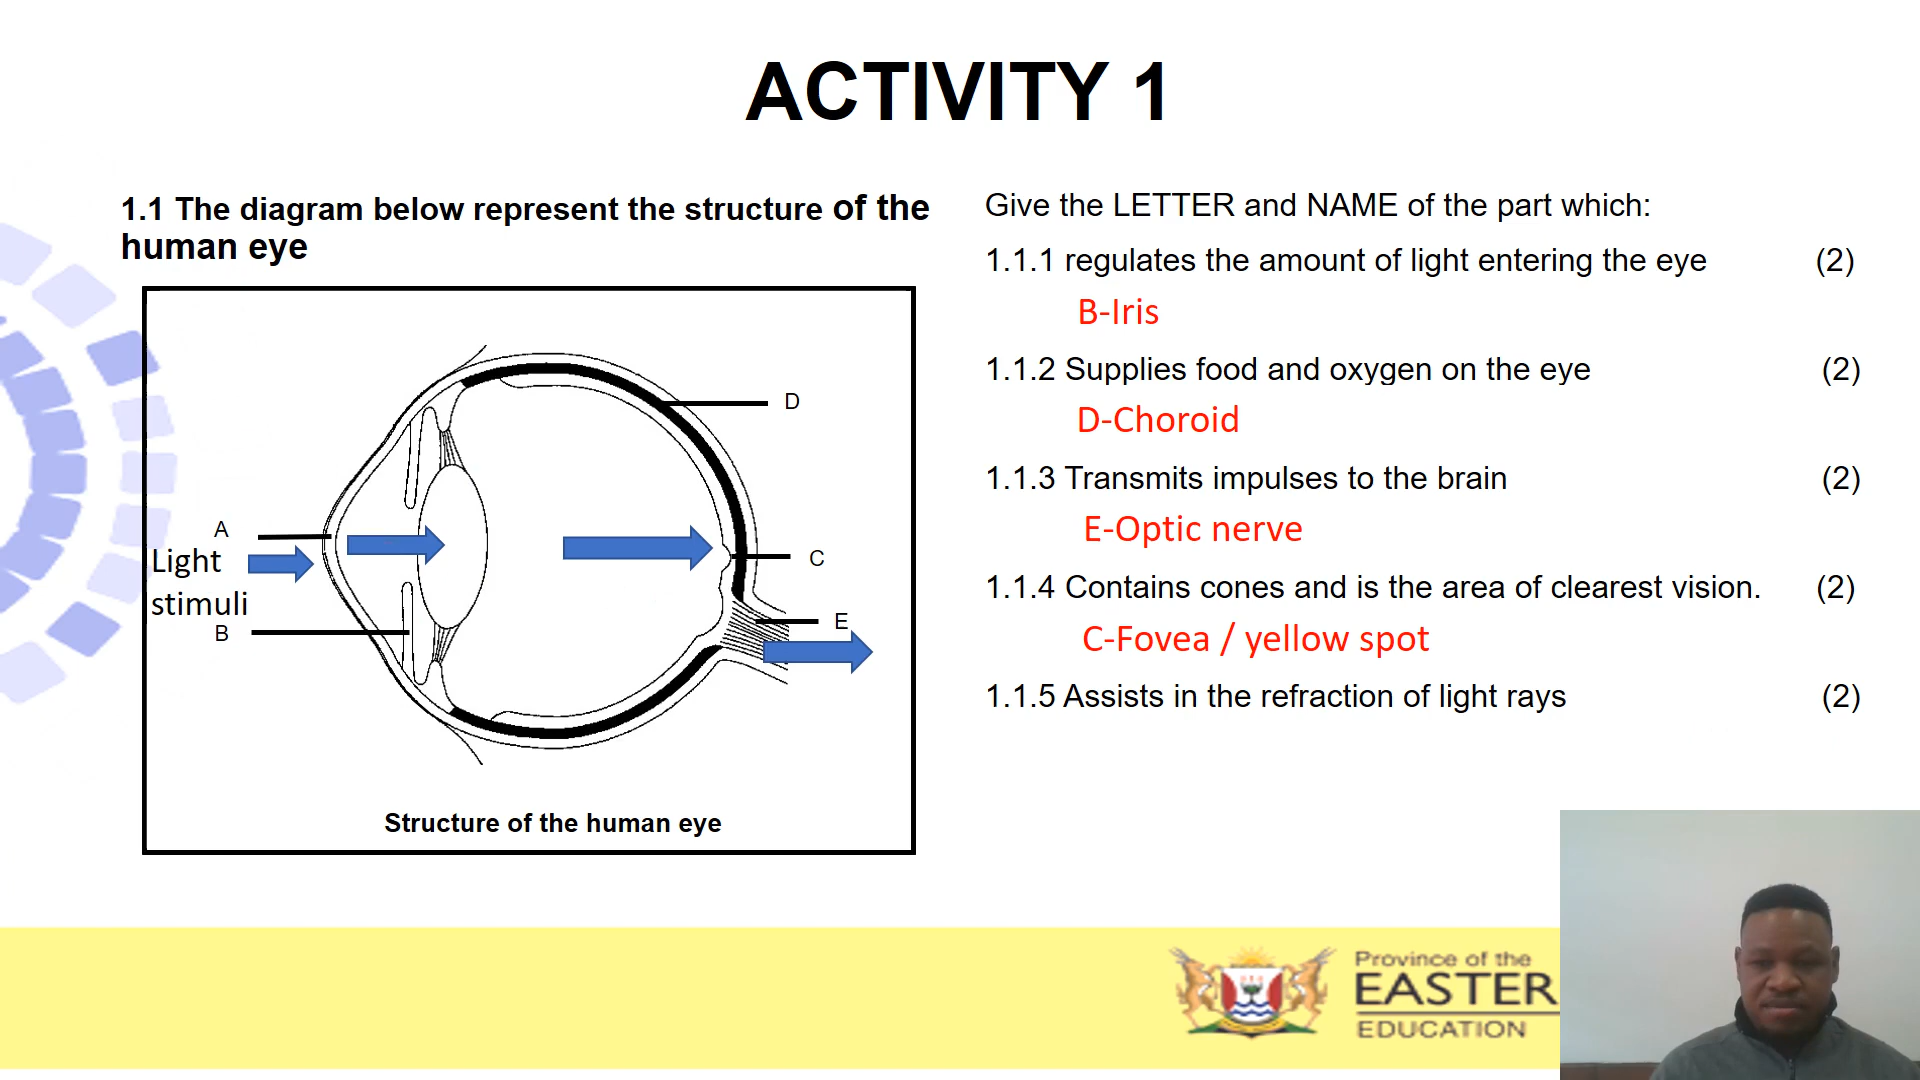 ACTIVITY 1
1.1 The diagram below represent the structure of the
human eye
D
A
Light
stimuli
B
C
E
Structure of the human eye
Give the LETTER and NAME of the part which:
1.1.1 regulates the amount of light entering the eye (2)
B-Iris
1.1.2 Supplies food and oxygen on the eye (2)
D-Choroid
1.1.3 Transmits impulses to the brain (2)
E-Optic nerve
1.1.4 Contains cones and is the area of clearest vision. (2)
C-Fovea / yellow spot
1.1.5 Assists in the refraction of light rays (2)
Province of the
EASTER
EDUCATION